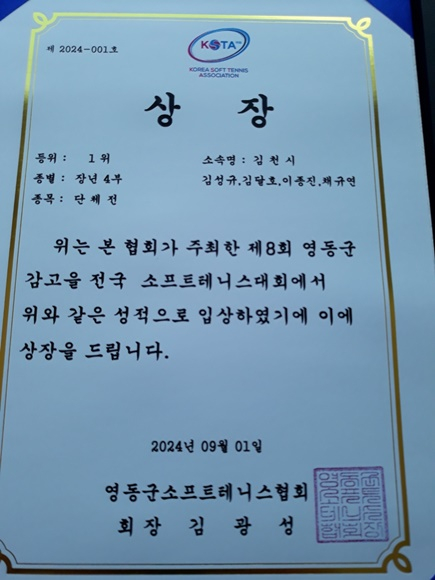 제 2024-001호
KSTA
KOREA SOFT TENNIS
ASSOCIATION
상 장
등위 : 1위 소속명 : 김천시
종별 : 장년 4부 김성규,김달호,이종진,채규연
종목 : 단체전
위는 본 협회가 주최한 제8회 영동군
감고을 전국 소프트테니스대회에서
위와 같은 성적으로 입상하였기에 이에
상장을 드립니다.
2024년 09월 01일
영동군소프트테니스협회
회 장 김 광 성